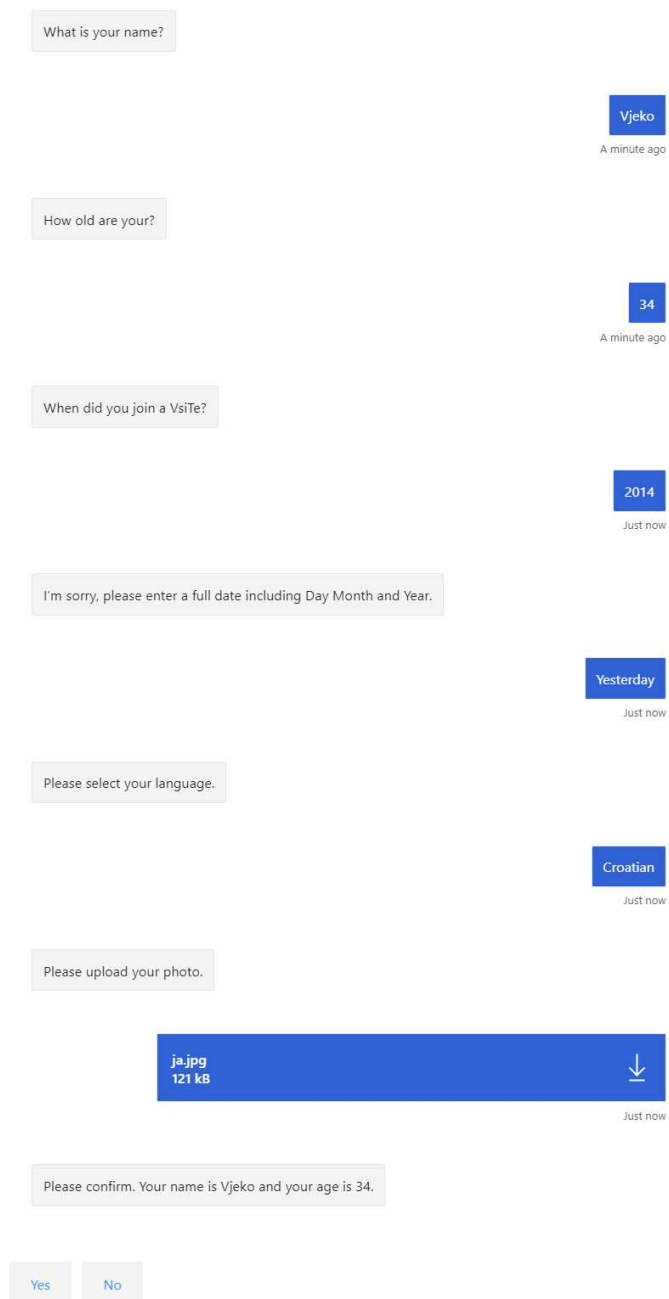 What is your name?
Vjeko
A minute ago
How old are your?
34
A minute ago
When did you join a VsiTe?
2014
Just now
I'm sorry, please enter a full date including Day Month and Year.
Yesterday
Just now
Please select your language.
Croatian
Just now
Please upload your photo.
ja.jpg
121 kB
Just now
Please confirm. Your name is Vjeko and your age is 34.
Yes No